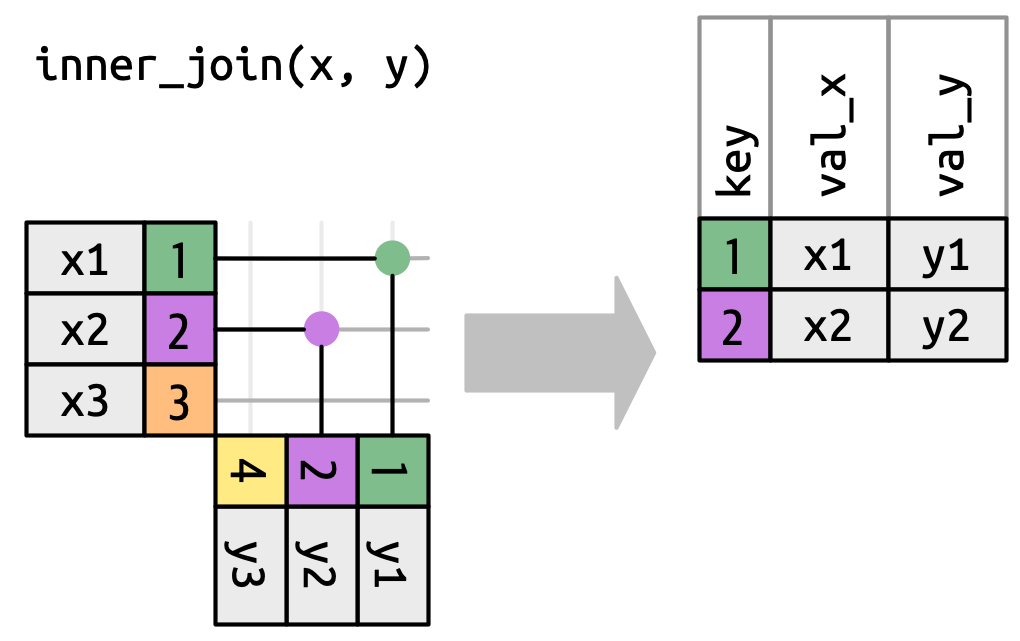 inner_join(x, y)
key val_x val_y
x1 1
x2 2
x3 3
4 2 1
y3 y2 y1
1 x1 y1
2 x2 y2